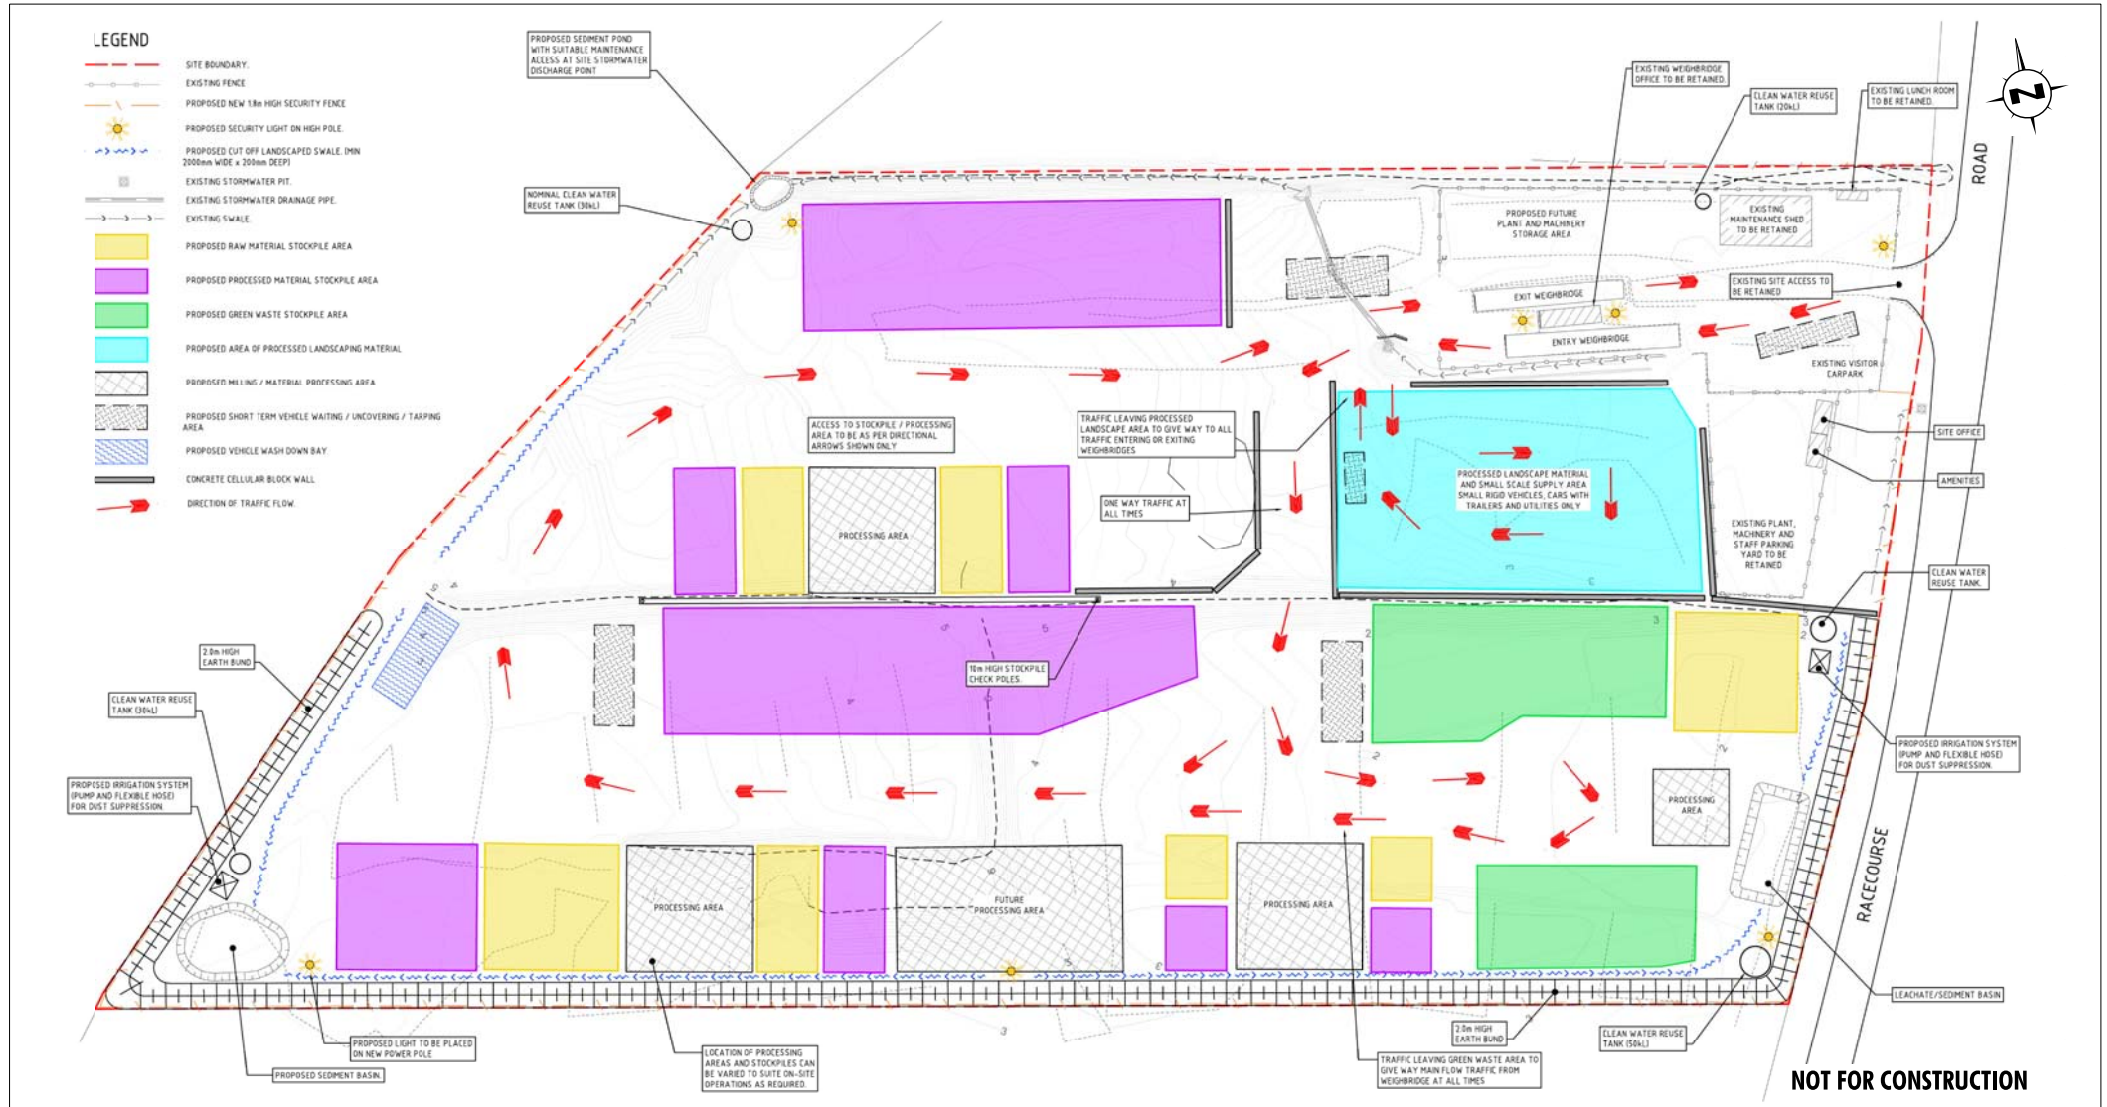 LEGEND
SITE BOUNDARY.
EXISTING FENCE
PROPOSED NEW 1.8m HIGH SECURITY FENCE
PROPOSED SECURITY LIGHT ON HIGH POLE.
PROPOSED CUT OFF LANDSCAPED SWALE. (MIN
2000mm WIDE x 200mm DEEP)
EXISTING STORMWATER PIT.
EXISTING STORMWATER DRAINAGE PIPE.
EXISTING SWALE.
PROPOSED RAW MATERIAL STOCKPILE AREA
PROPOSED PROCESSED MATERIAL STOCKPILE AREA
PROPOSED GREEN WASTE STOCKPILE AREA
PROPOSED AREA OF PROCESSED LANDSCAPING MATERIAL
PROPOSED MILLING / MATERIAL PROCESSING AREA
PROPOSED SHORT TERM VEHICLE WAITING / UNCOVERING / TARPING
AREA
PROPOSED VEHICLE WASH DOWN BAY
CONCRETE CELLULAR BLOCK WALL
DIRECTION OF TRAFFIC FLOW.
PROPOSED SEDIMENT POND
WITH SUITABLE MAINTENANCE
ACCESS AT SITE STORMWATER
DISCHARGE POINT
NOMINAL CLEAN WATER
REUSE TANK (30kL)
EXISTING WEIGHBRIDGE
OFFICE TO BE RETAINED.
CLEAN WATER REUSE
TANK (20kL)
EXISTING LUNCH ROOM
TO BE RETAINED.
N
ROAD
PROPOSED FUTURE
PLANT AND MACHINERY
STORAGE AREA
EXISTING
MAINTENANCE SHED
TO BE RETAINED
EXISTING SITE ACCESS TO
BE RETAINED
EXIT WEIGHBRIDGE
ENTRY WEIGHBRIDGE
EXISTING VISITOR
CARPARK
SITE OFFICE
AMENITIES
ACCESS TO STOCKPILE / PROCESSING
AREA TO BE AS PER DIRECTIONAL
ARROWS SHOWN ONLY
TRAFFIC LEAVING PROCESSED
LANDSCAPE AREA TO GIVE WAY TO ALL
TRAFFIC ENTERING OR EXITING
WEIGHBRIDGES
ONE WAY TRAFFIC AT
ALL TIMES
PROCESSED LANDSCAPE MATERIAL
AND SMALL SCALE SUPPLY AREA
SMALL RIGID VEHICLES, CARS WITH
TRAILERS AND UTILITIES ONLY
PROCESSING AREA
EXISTING PLANT,
MACHINERY AND
STAFF PARKING
YARD TO BE
RETAINED
CLEAN WATER
REUSE TANK.
2.0m HIGH
EARTH BUND
CLEAN WATER REUSE
TANK (30kL)
PROPOSED IRRIGATION SYSTEM
(PUMP AND FLEXIBLE HOSE)
FOR DUST SUPPRESSION.
10m HIGH STOCKPILE
CHECK POLES.
PROPOSED IRRIGATION SYSTEM
(PUMP AND FLEXIBLE HOSE)
FOR DUST SUPPRESSION.
PROCESSING
AREA
RACECOURSE
PROCESSING AREA
FUTURE
PROCESSING AREA
PROCESSING AREA
PROPOSED LIGHT TO BE PLACED
ON NEW POWER POLE
PROPOSED SEDIMENT BASIN.
LOCATION OF PROCESSING
AREAS AND STOCKPILES CAN
BE VARIED TO SUITE ON-SITE
OPERATIONS AS REQUIRED.
2.0m HIGH
EARTH BUND
CLEAN WATER REUSE
TANK (50kL)
LEACHATE/SEDIMENT BASIN
TRAFFIC LEAVING GREEN WASTE AREA TO
GIVE WAY MAIN FLOW TRAFFIC FROM
WEIGHBRIDGE AT ALL TIMES
NOT FOR CONSTRUCTION